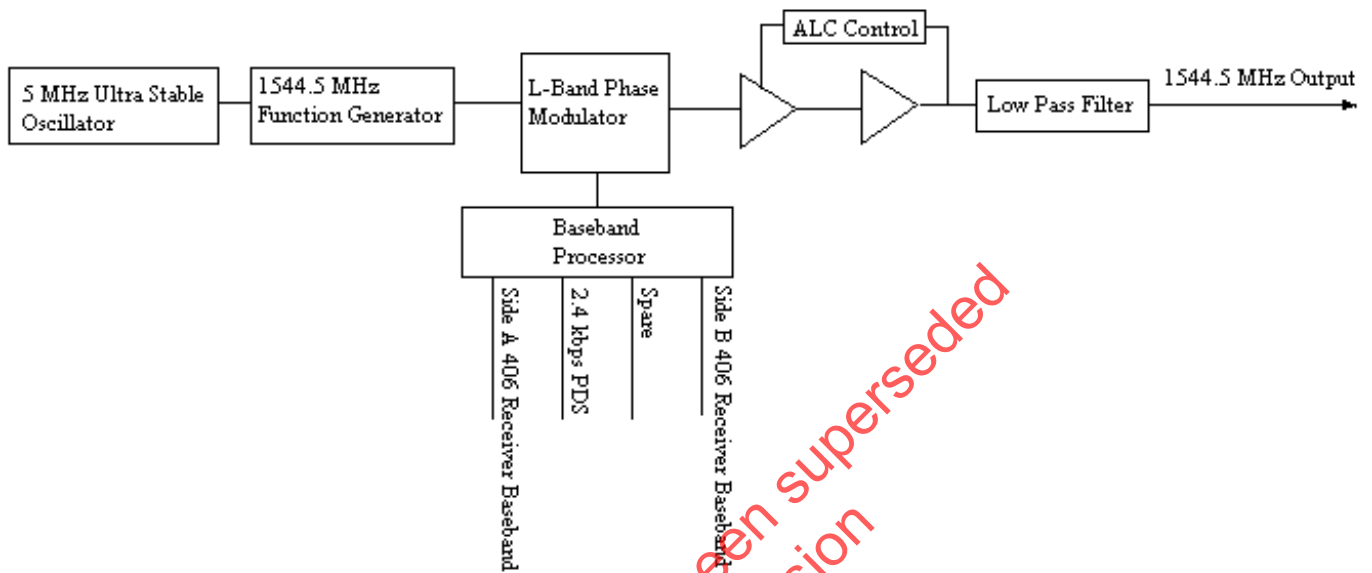 ALC Control
5 MHz Ultra Stable
Oscillator
1544.5 MHz
Function Generator
L-Band Phase
Modulator
Low Pass Filter
1544.5 MHz Output
Baseband
Processor
Side A 406 Receiver Baseband
2.4 kbps PDS
Spare
Side B 406 Receiver Baseband
een superseded
sion